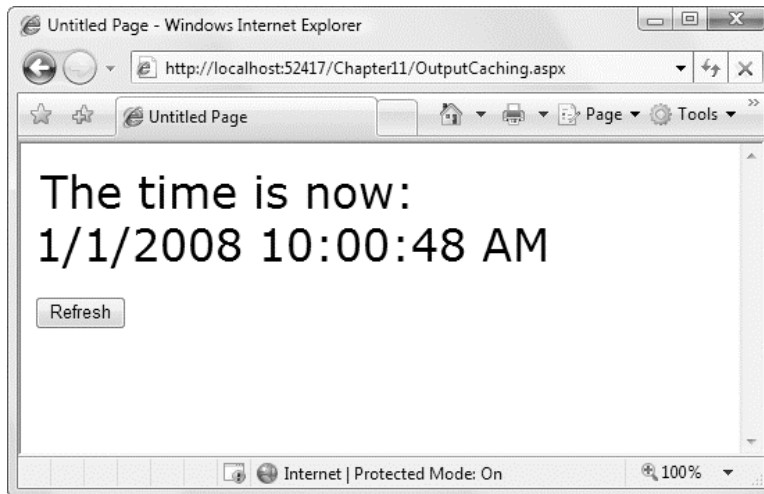 Untitled Page - Windows Internet Explorer
http://localhost:52417/Chapter11/OutputCaching.aspx
Untitled Page
Page
Tools
The time is now:
1/1/2008 10:00:48 AM
Refresh
Internet | Protected Mode: On
100%